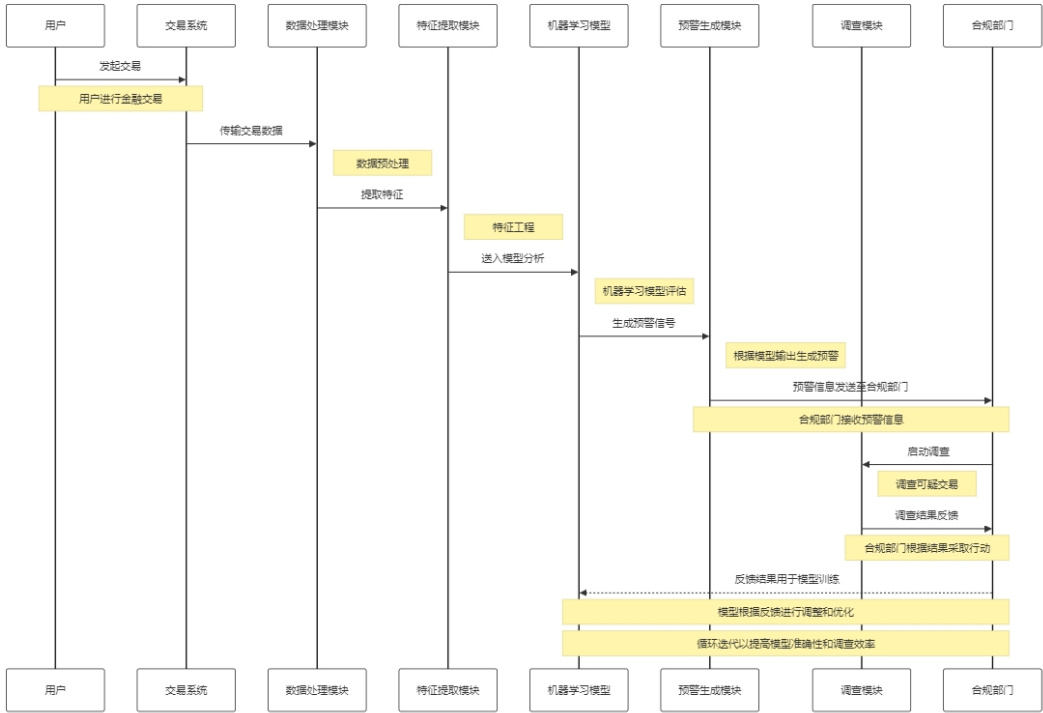 用户
交易系统
数据处理模块
特征提取模块
机器学习模型
预警生成模块
调查模块
合规部门
发起交易
用户进行金融交易
传输交易数据
数据预处理
提取特征
特征工程
送入模型分析
机器学习模型评估
生成预警信号
根据模型输出生成预警
预警信息发送至合规部门
合规部门接收预警信息
启动调查
调查可疑交易
调查结果反馈
合规部门根据结果采取行动
反馈结果用于模型训练
模型根据反馈进行调整和优化
循环迭代以提高模型准确性和调查效率
用户
交易系统
数据处理模块
特征提取模块
机器学习模型
预警生成模块
调查模块
合规部门